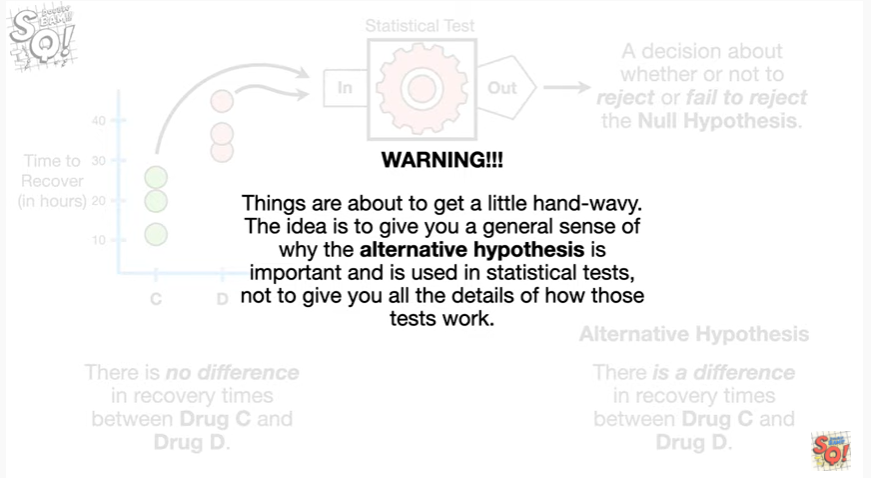 Statistical Test
In
Out
A decision about
whether or not to
reject or fail to reject
the Null Hypothesis.
40
30
20
10
Time to
Recover
(in hours)
C
D
WARNING!!!
Things are about to get a little hand-wavy.
The idea is to give you a general sense of
why the alternative hypothesis is
important and is used in statistical tests,
not to give you all the details of how those
tests work.
There is no difference
in recovery times
between Drug C and
Drug D.
Alternative Hypothesis
There is a difference
in recovery times
between Drug C and
Drug D.
SQ!